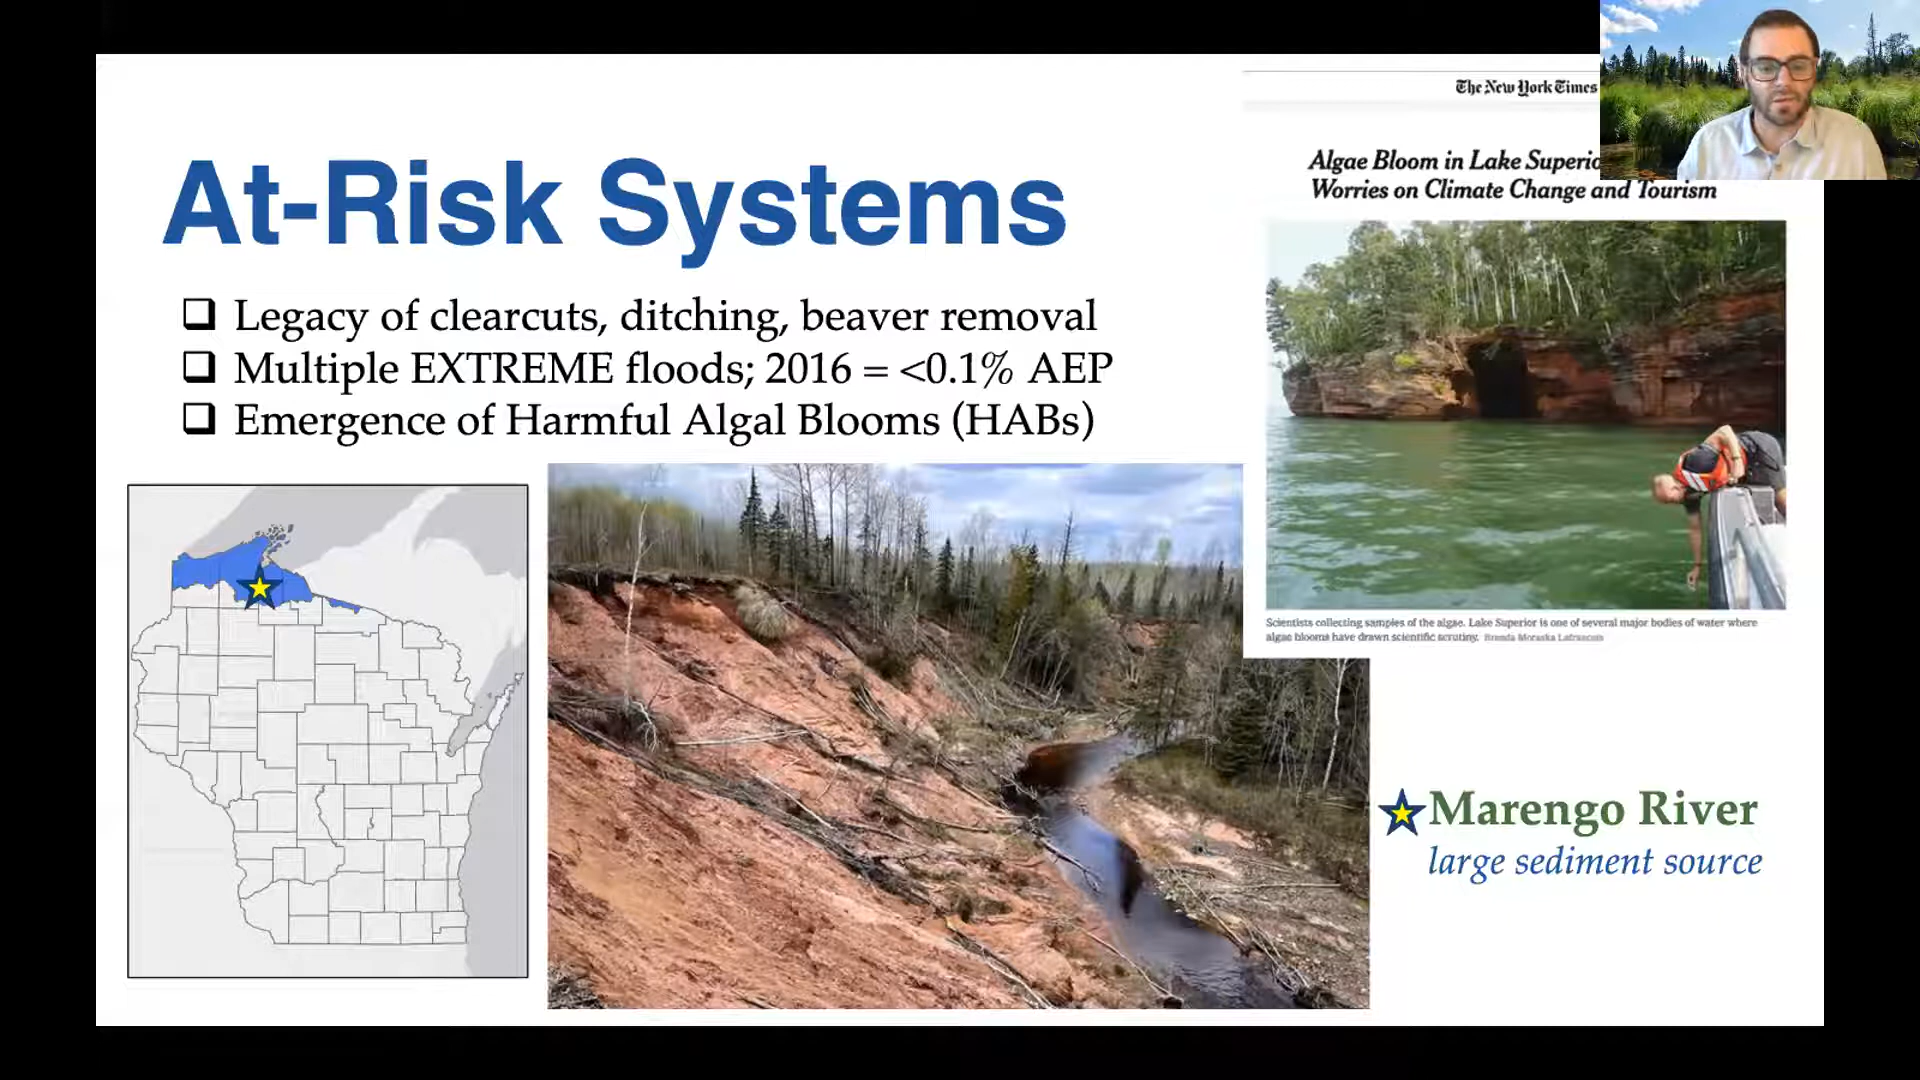 The New York Times
Algae Bloom in Lake Superio
Worries on Climate Change and Tourism
At-Risk Systems
Legacy of clearcuts, ditching, beaver removal
Multiple EXTREME floods; 2016 = <0.1% AEP
Emergence of Harmful Algal Blooms (HABs)
Scientists collecting samples of the algae. Lake Superior is one of several major bodies of water where
algae blooms have drawn scientific scrutiny. Brenda Moraska Lafrancois
Marengo River
large sediment source